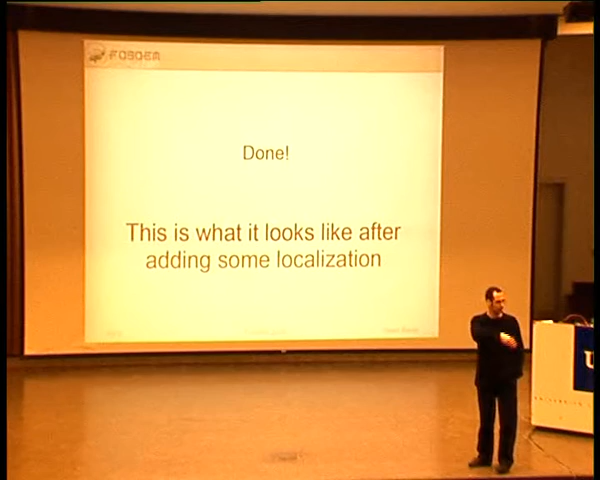 FOSDEM
Done!
This is what it looks like after
adding some localization
U